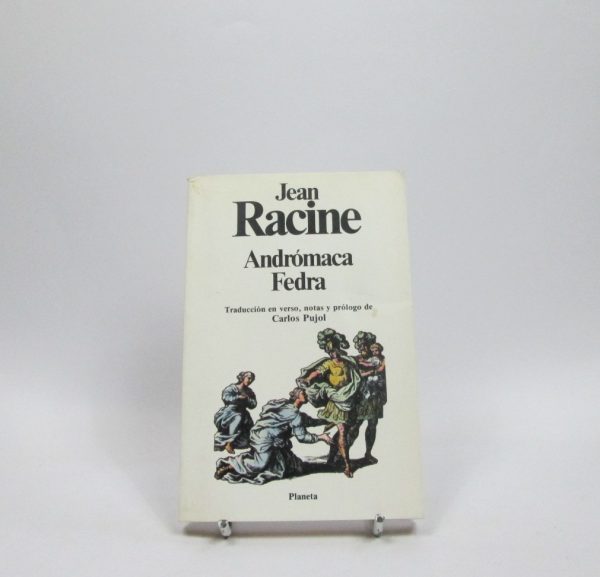 Jean
Racine
Andrómaca
Fedra
Traducción en verso, notas y prólogo de
Carlos Pujol
Planeta